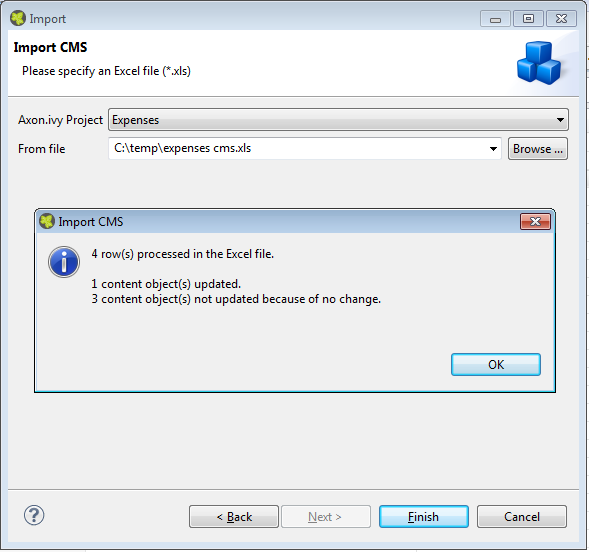 Import
Import CMS
Please specify an Excel file (*.xls)
Axon.ivy Project Expenses
From file C:\temp\expenses cms.xls Browse ...
Import CMS
4 row(s) processed in the Excel file.
1 content object(s) updated.
3 content object(s) not updated because of no change.
OK
? < Back Next > Finish Cancel